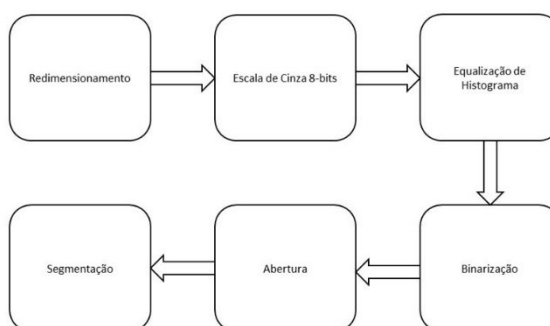 Redimensionamento
Escala de Cinza 8-bits
Equalização de
Histograma
Binarização
Abertura
Segmentação